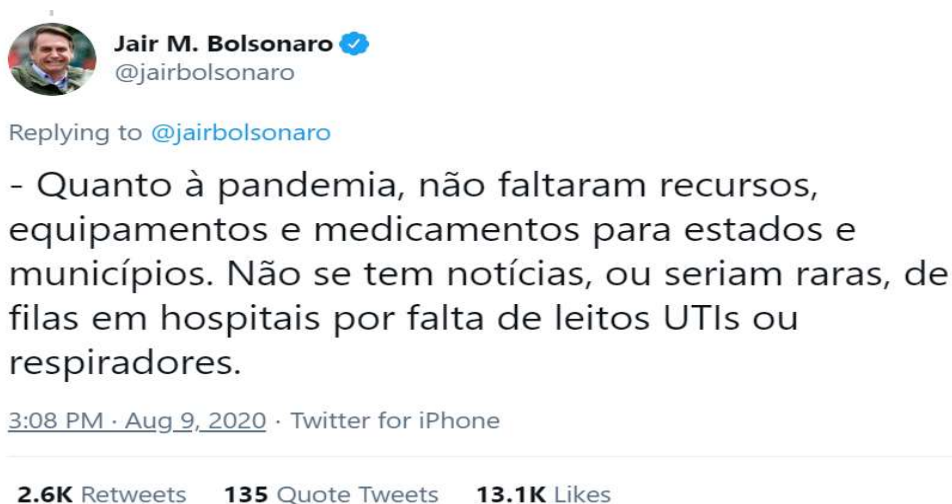 Jair M. Bolsonaro
@jairbolsonaro
Replying to @jairbolsonaro
- Quanto à pandemia, não faltaram recursos,
equipamentos e medicamentos para estados e
municípios. Não se tem notícias, ou seriam raras, de
filas em hospitais por falta de leitos UTIs ou
respiradores.
3:08 PM · Aug 9, 2020 · Twitter for iPhone
2.6K Retweets 135 Quote Tweets 13.1K Likes